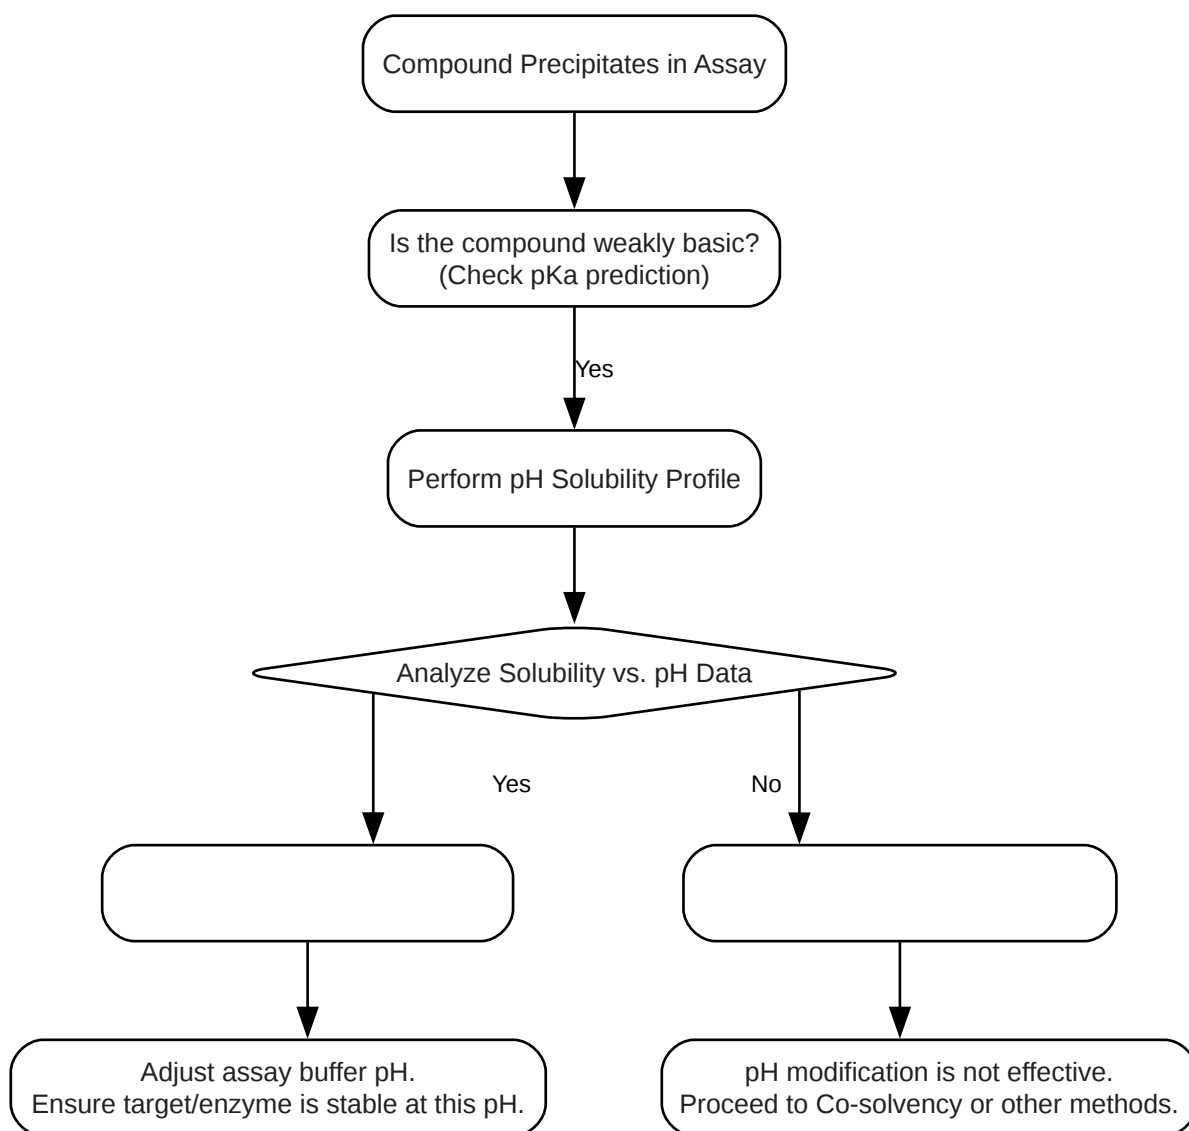 Compound Precipitates in Assay
Is the compound weakly basic?
(Check pKa prediction)
Yes
Perform pH Solubility Profile
Analyze Solubility vs. pH Data
Yes
No
Adjust assay buffer pH.
Ensure target/enzyme is stable at this pH.
pH modification is not effective.
Proceed to Co-solvency or other methods.